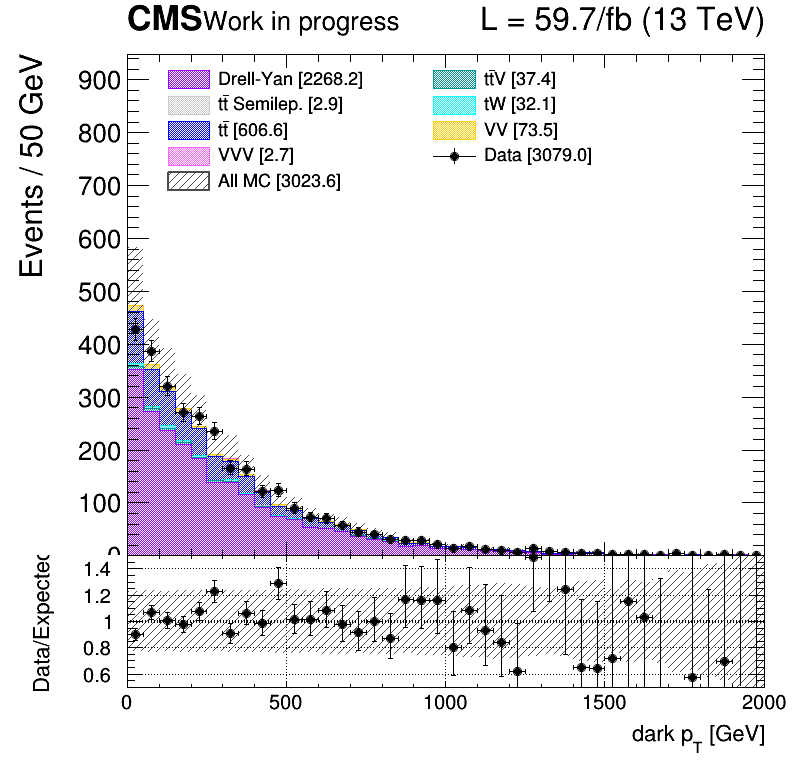 CMS Work in progress L = 59.7/fb (13 TeV)
Events / 50 GeV
900
800
700
600
500
400
300
200
100
0
Drell-Yan [2268.2]
tt̄ Semilep. [2.9]
tt̄ [606.6]
VVV [2.7]
All MC [3023.6]
tt̄V [37.4]
tW [32.1]
VV [73.5]
Data [3079.0]
Data/Expected
1.4
1.2
1
0.8
0.6
0 500 1000 1500 2000
dark p_T [GeV]